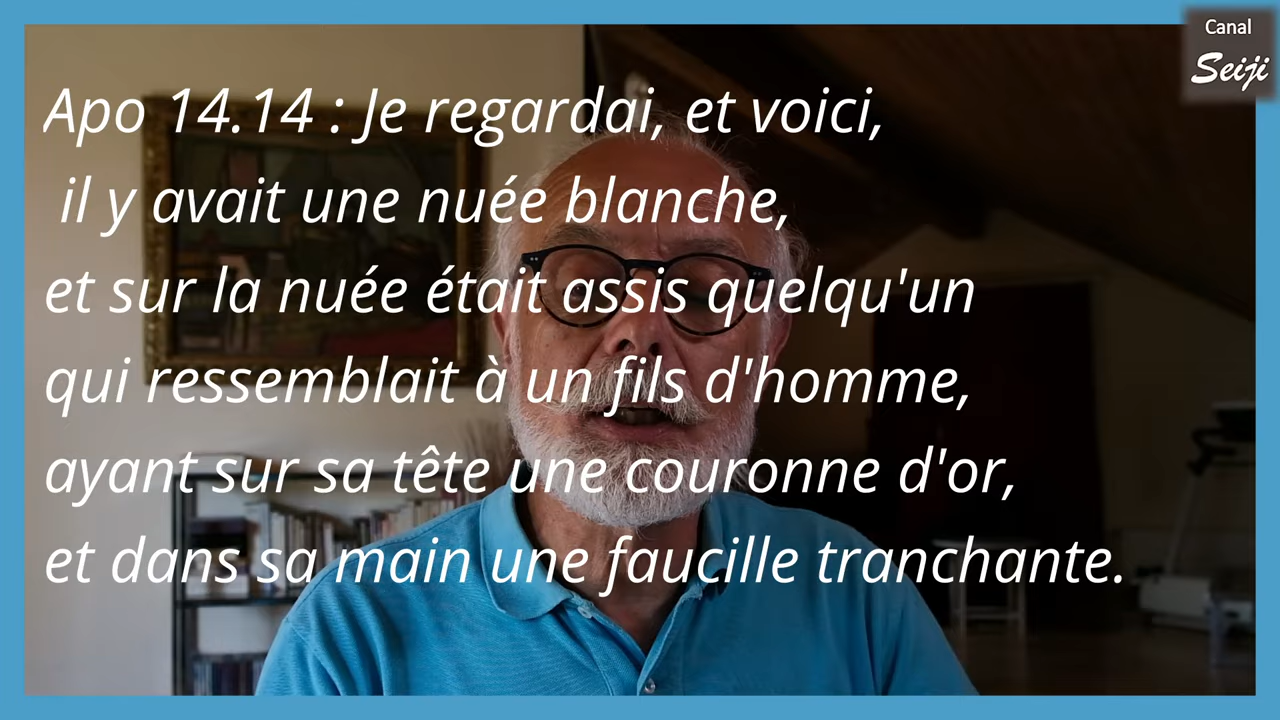 Canal
Seiji
Apo 14.14 : Je regardai, et voici,
il y avait une nuée blanche,
et sur la nuée était assis quelqu'un
qui ressemblait à un fils d'homme,
ayant sur sa tête une couronne d'or,
et dans sa main une faucille tranchante.